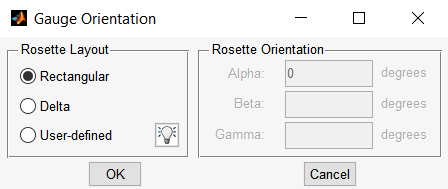 Gauge Orientation
Rosette Layout
Rectangular
Delta
User-defined
Rosette Orientation
Alpha: 0 degrees
Beta: degrees
Gamma: degrees
OK
Cancel